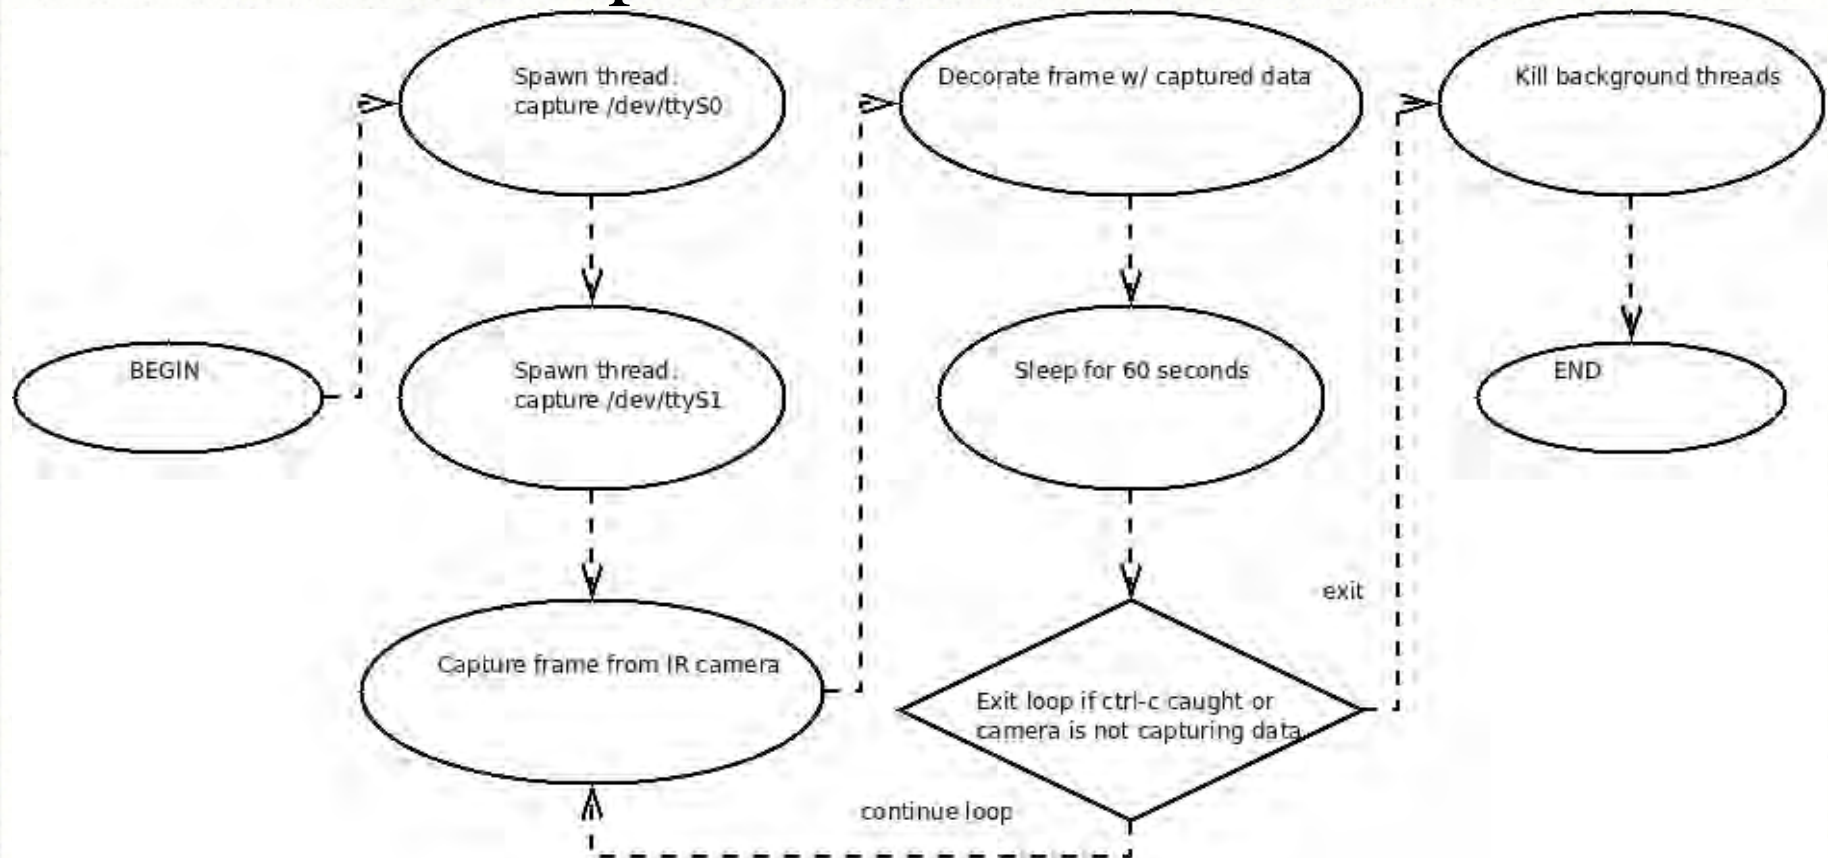 BEGIN
Spawn thread:
capture /dev/ttyS0
Spawn thread:
capture /dev/ttyS1
Capture frame from IR camera
Decorate frame w/ captured data
Sleep for 60 seconds
Exit loop if ctrl-c caught or
camera is not capturing data
continue loop
exit
Kill background threads
END